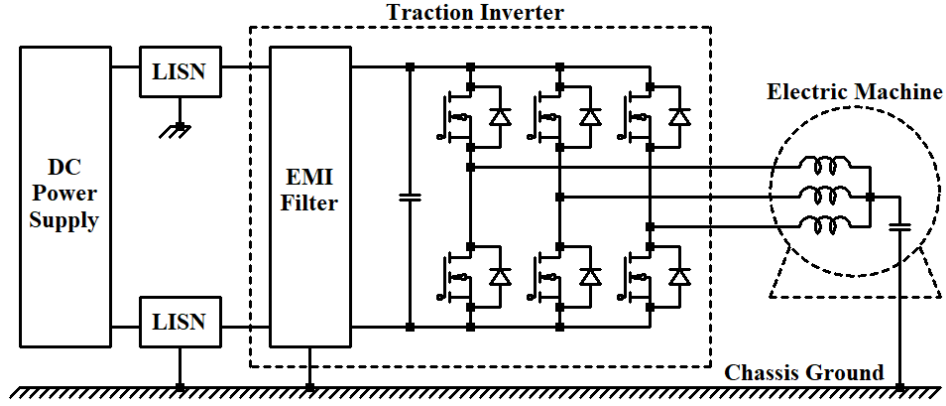 Traction Inverter
LISN
Electric Machine
DC
Power
Supply
EMI
Filter
LISN
Chassis Ground